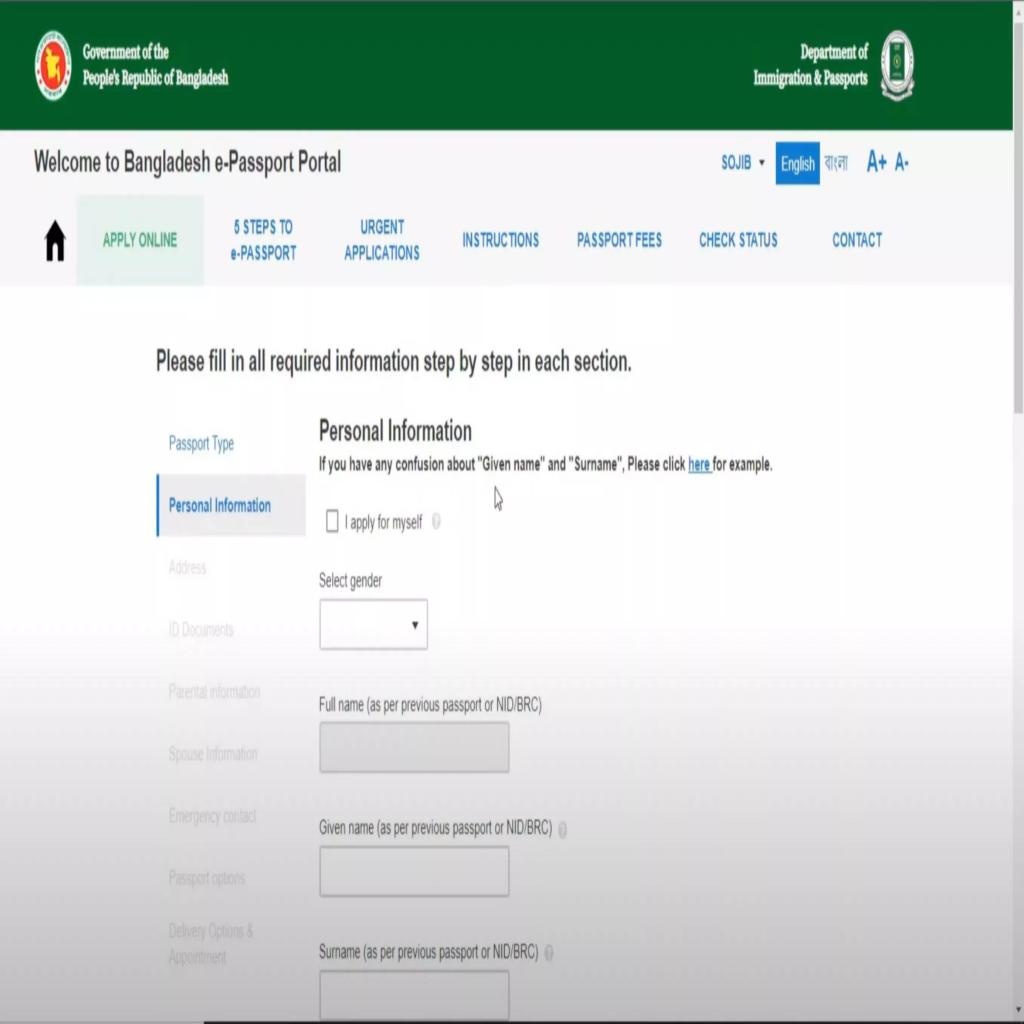 Government of the
People's Republic of Bangladesh
Department of
Immigration & Passports
Welcome to Bangladesh e-Passport Portal
SOJIB
English
বাংলা
A+ A-
APPLY ONLINE
5 STEPS TO
e-PASSPORT
URGENT
APPLICATIONS
INSTRUCTIONS
PASSPORT FEES
CHECK STATUS
CONTACT
Please fill in all required information step by step in each section.
Passport Type
Personal Information
Address
ID Documents
Parental information
Spouse Information
Emergency contact
Passport options
Delivery Options &
Appointment
Personal Information
If you have any confusion about "Given name" and "Surname", Please click here for example.
I apply for myself
Select gender
Full name (as per previous passport or NID/BRC)
Given name (as per previous passport or NID/BRC)
Surname (as per previous passport or NID/BRC)